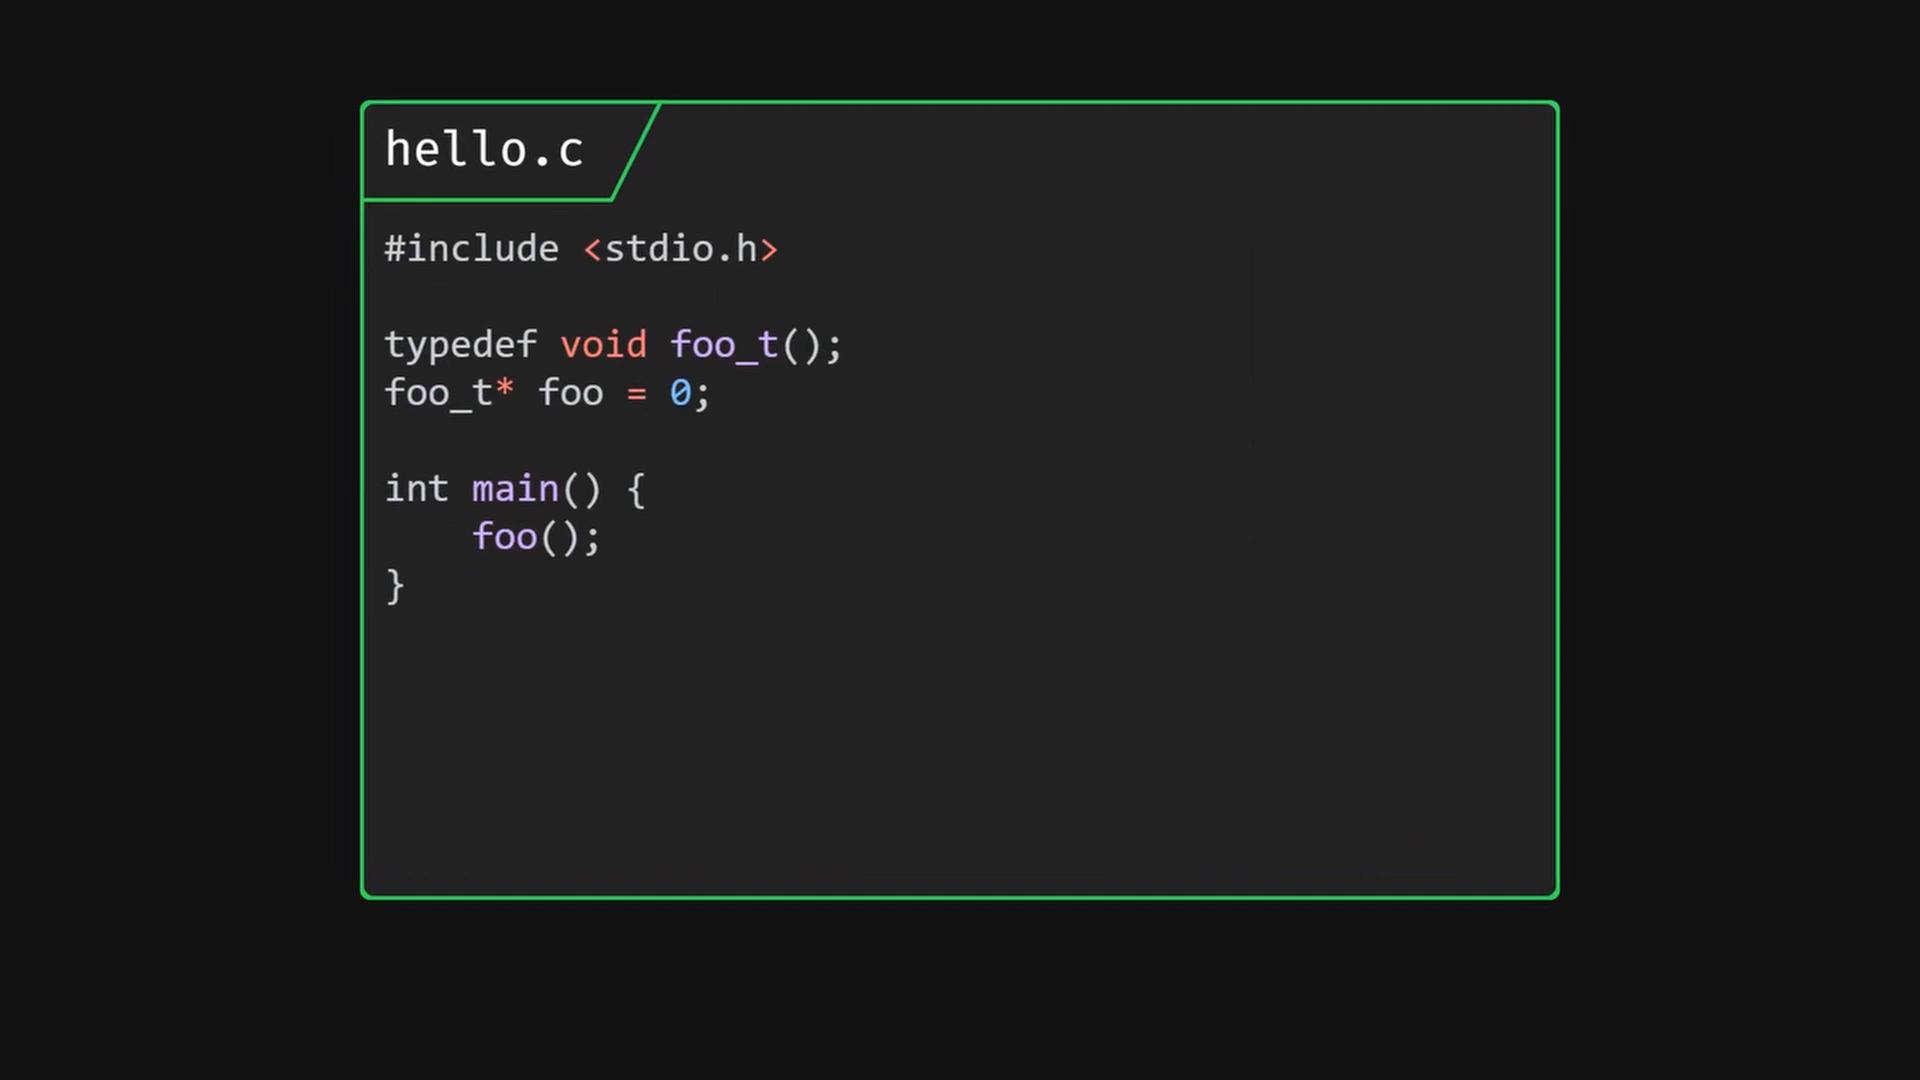 hello.c
#include <stdio.h>
typedef void foo_t();
foo_t* foo = 0;
int main() {
    foo();
}